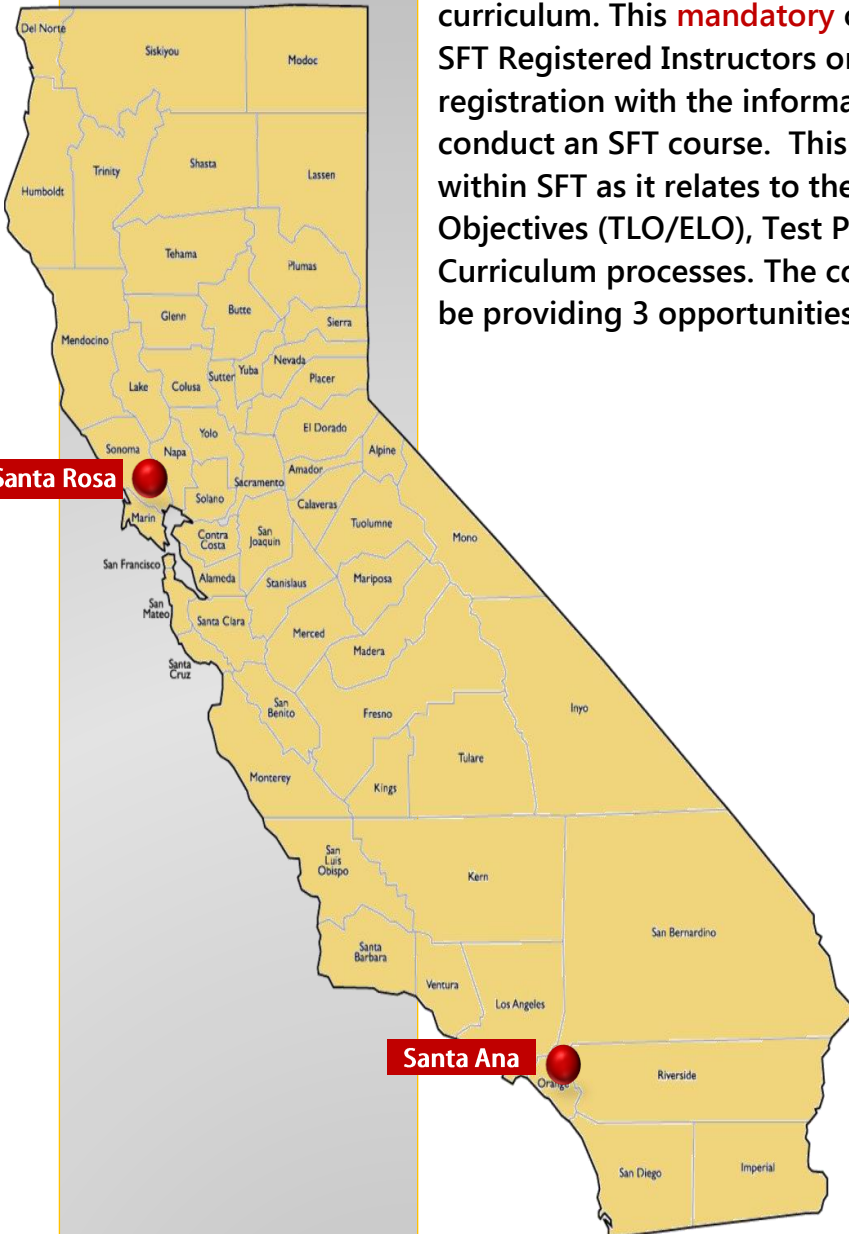 curriculum. This mandatory
SFT Registered Instructors or
registration with the informa
conduct an SFT course. This
within SFT as it relates to the
Objectives (TLO/ELO), Test P
Curriculum processes. The co
be providing 3 opportunities
Del Norte
Siskiyou
Modoc
Humboldt
Trinity
Shasta
Lassen
Tehama
Plumas
Mendocino
Glenn
Butte
Sierra
Lake
Colusa
Sutter
Yuba
Nevada
Placer
Sonoma
Napa
Yolo
El Dorado
Alpine
Santa Rosa
Solano
Sacramento
Amador
Calaveras
Marin
Contra
Costa
San
Joaquin
Tuolumne
Mono
San Francisco
Alameda
Stanislaus
Mariposa
San
Mateo
Santa Clara
Merced
Madera
Santa
Cruz
San
Benito
Fresno
Inyo
Monterey
Kings
Tulare
San
Luis
Obispo
Kern
San Bernardino
Santa
Barbara
Ventura
Los Angeles
Santa Ana
Orange
Riverside
San Diego
Imperial